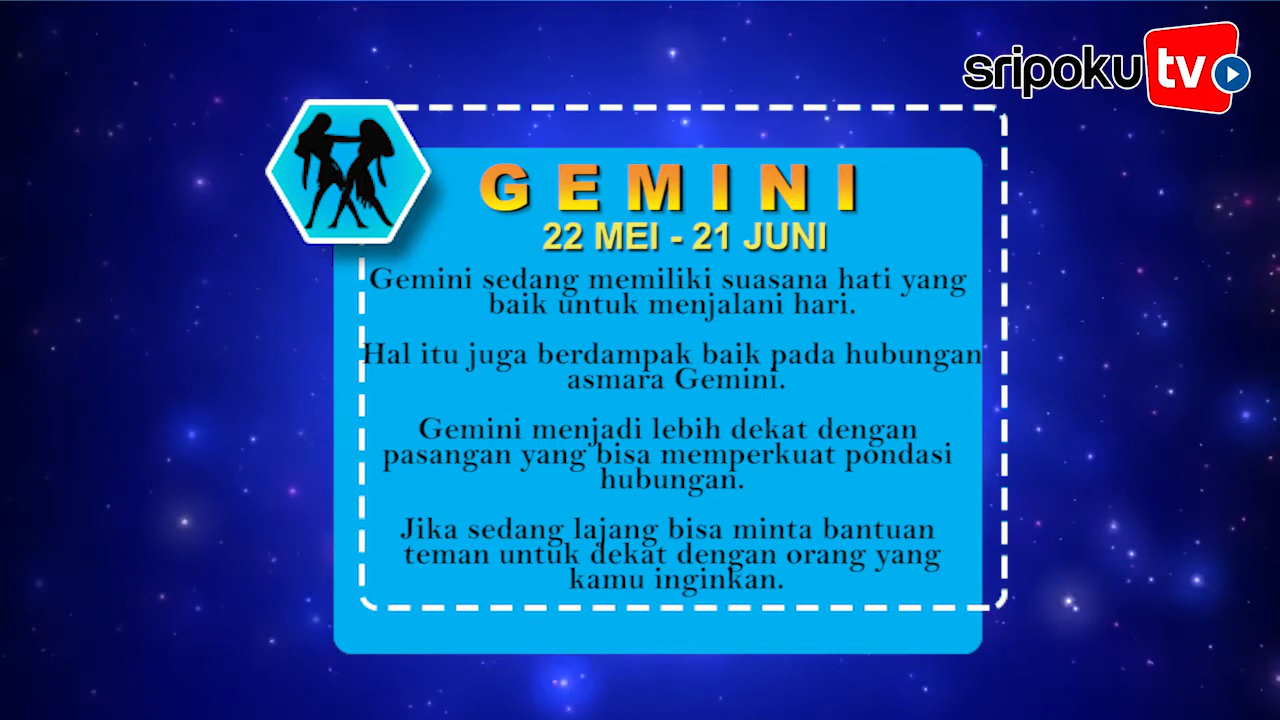 sripoku tv
GEMINI
22 MEI - 21 JUNI
Gemini sedang memiliki suasana hati yang
baik untuk menjalani hari.
Hal itu juga berdampak baik pada hubungan
asmara Gemini.
Gemini menjadi lebih dekat dengan
pasangan yang bisa memperkuat pondasi
hubungan.
Jika sedang lajang bisa minta bantuan
teman untuk dekat dengan orang yang
kamu inginkan.